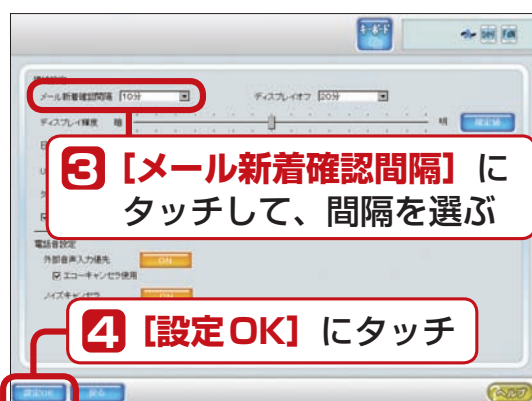 キーボード
メール新着確認間隔 10分 ディスプレイオフ 20分
ディスプレイ輝度 暗 明
3 [メール新着確認間隔]に
タッチして、間隔を選ぶ
電話音設定
外部音声入力優先 ON
エコーキャンセラ使用
ノイズキャンセラ
4 [設定OK]にタッチ
設定OK 戻る ヘルプ